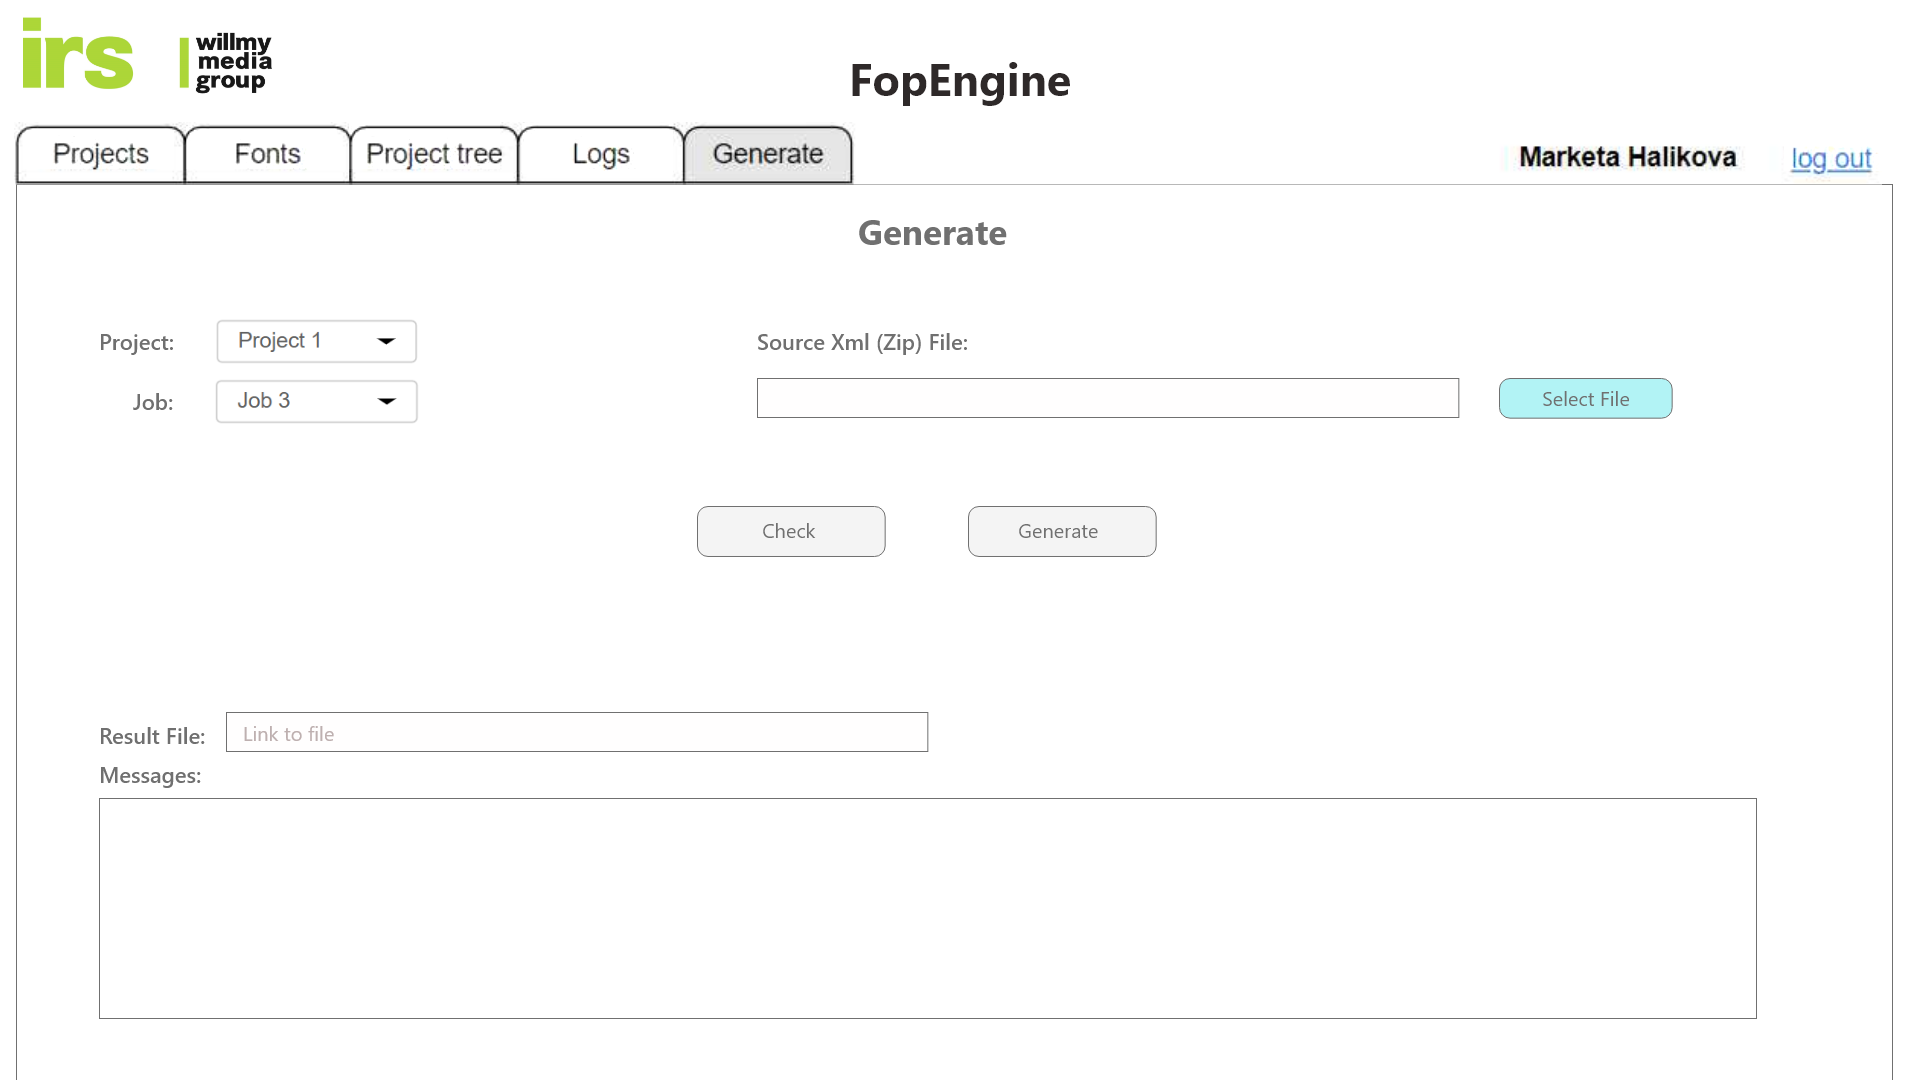 irs
willmy
media
group
FopEngine
Projects
Fonts
Project tree
Logs
Generate
Marketa Halikova
log out
Generate
Project:
Project 1
Source Xml (Zip) File:
Job:
Job 3
Select File
Check
Generate
Result File:
Link to file
Messages: